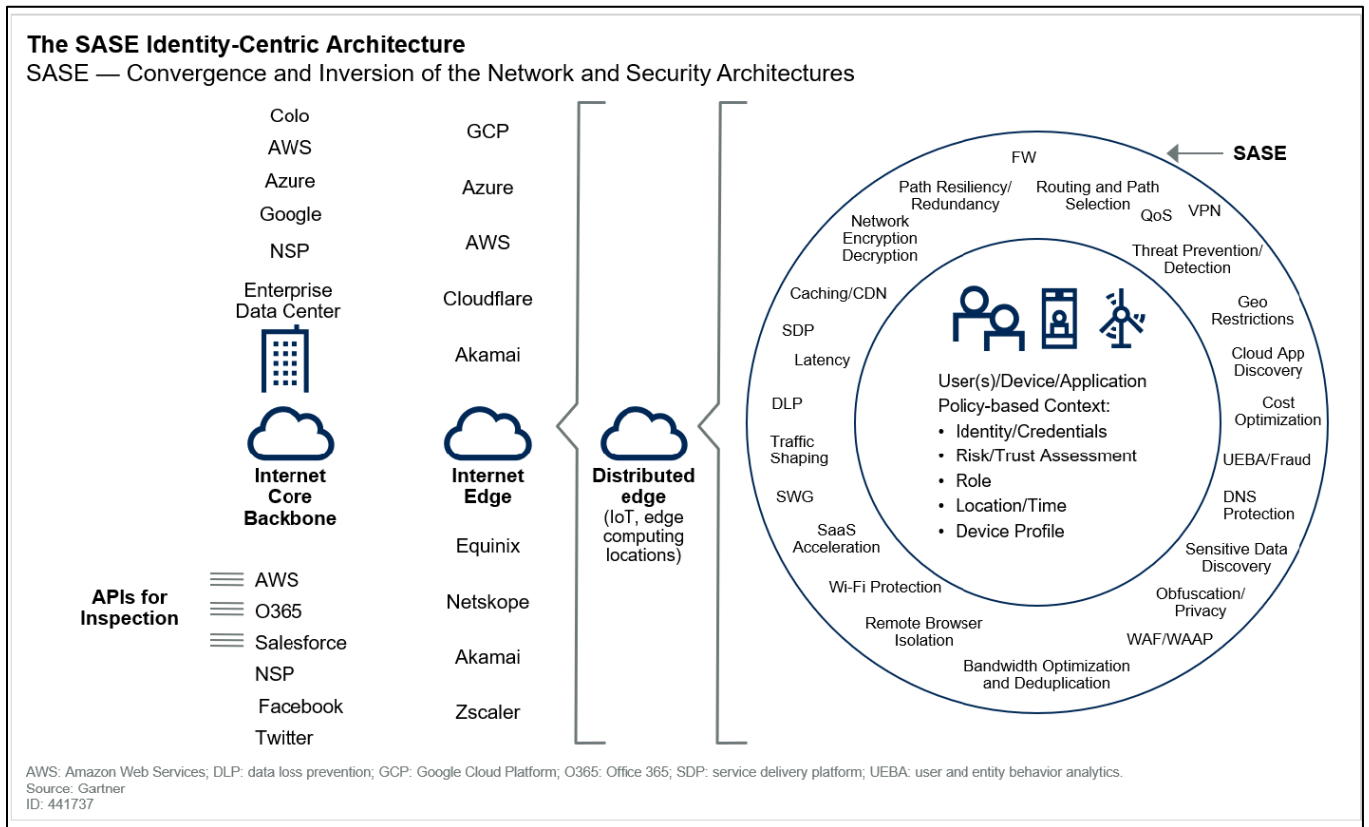 The SASE Identity-Centric Architecture
SASE — Convergence and Inversion of the Network and Security Architectures
Colo
AWS
Azure
Google
NSP
Enterprise
Data Center
Internet
Core
Backbone
APIs for
Inspection
AWS
O365
Salesforce
NSP
Facebook
Twitter
GCP
Azure
AWS
Cloudflare
Akamai
Internet
Edge
Equinix
Netskope
Akamai
Zscaler
Distributed
edge
(IoT, edge
computing
locations)
SASE
FW
Path Resiliency/
Redundancy
Routing and Path
Selection
QoS
VPN
Network
Encryption
Decryption
Threat Prevention/
Detection
Caching/CDN
Geo
Restrictions
SDP
Latency
Cloud App
Discovery
DLP
Cost
Optimization
Traffic
Shaping
UEBA/Fraud
SWG
DNS
Protection
SaaS
Acceleration
Sensitive Data
Discovery
Wi-Fi Protection
Obfuscation/
Privacy
Remote Browser
Isolation
WAF/WAAP
Bandwidth Optimization
and Deduplication
User(s)/Device/Application
Policy-based Context:
• Identity/Credentials
• Risk/Trust Assessment
• Role
• Location/Time
• Device Profile
AWS: Amazon Web Services; DLP: data loss prevention; GCP: Google Cloud Platform; O365: Office 365; SDP: service delivery platform; UEBA: user and entity behavior analytics.
Source: Gartner
ID: 441737